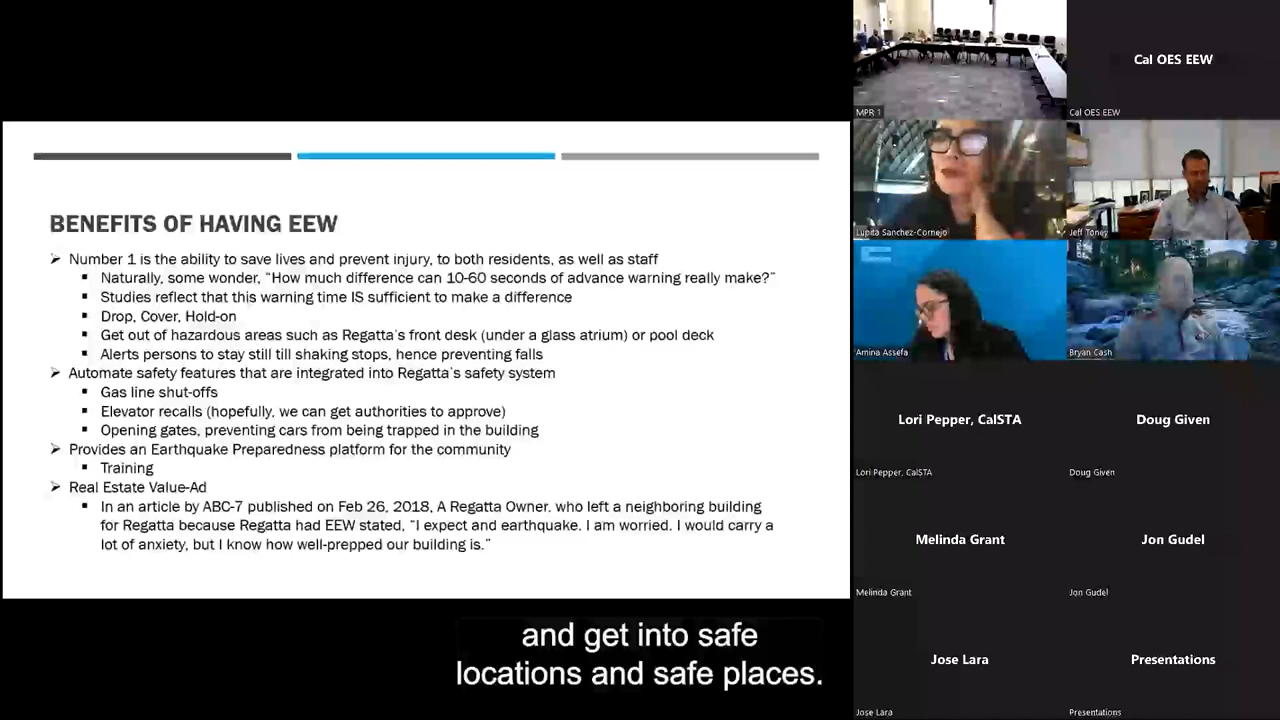 BENEFITS OF HAVING EEW
Number 1 is the ability to save lives and prevent injury, to both residents, as well as staff
Naturally, some wonder, “How much difference can 10-60 seconds of advance warning really make?”
Studies reflect that this warning time IS sufficient to make a difference
Drop, Cover, Hold-on
Get out of hazardous areas such as Regatta’s front desk (under a glass atrium) or pool deck
Alerts persons to stay still till shaking stops, hence preventing falls
Automate safety features that are integrated into Regatta’s safety system
Gas line shut-offs
Elevator recalls (hopefully, we can get authorities to approve)
Opening gates, preventing cars from being trapped in the building
Provides an Earthquake Preparedness platform for the community
Training
Real Estate Value-Ad
In an article by ABC-7 published on Feb 26, 2018, A Regatta Owner. who left a neighboring building
for Regatta because Regatta had EEW stated, “I expect and earthquake. I am worried. I would carry a
lot of anxiety, but I know how well-prepped our building is.”
and get into safe
locations and safe places.
MPR 1
Cal OES EEW
Cal OES EEW
Lupita Sanchez-Cornejo
Jeff Toney
Amina Assefa
Bryan Cash
Lori Pepper, CalSTA
Doug Given
Lori Pepper, CalSTA
Doug Given
Melinda Grant
Jon Gudel
Melinda Grant
Jon Gudel
Jose Lara
Presentations
Jose Lara
Presentations